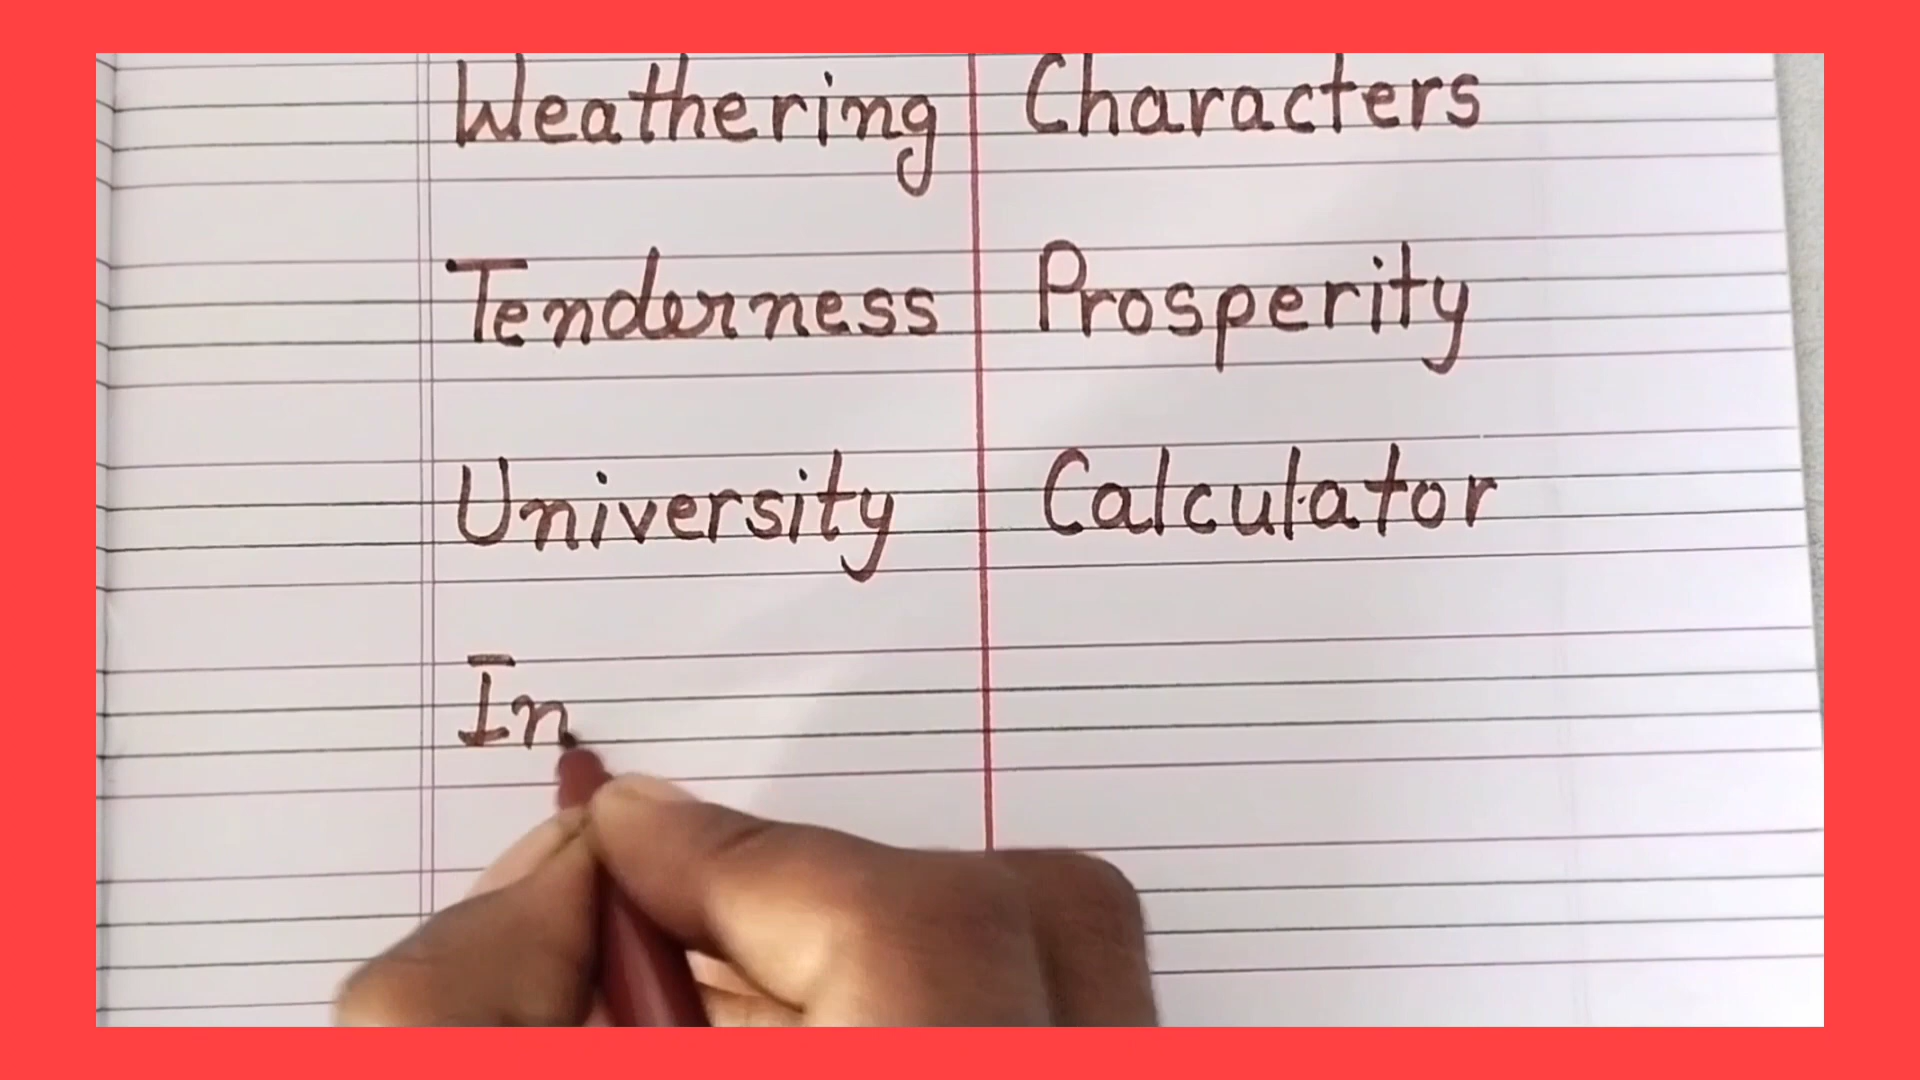 Weathering Characters
Tenderness Prosperity
University Calculator
In